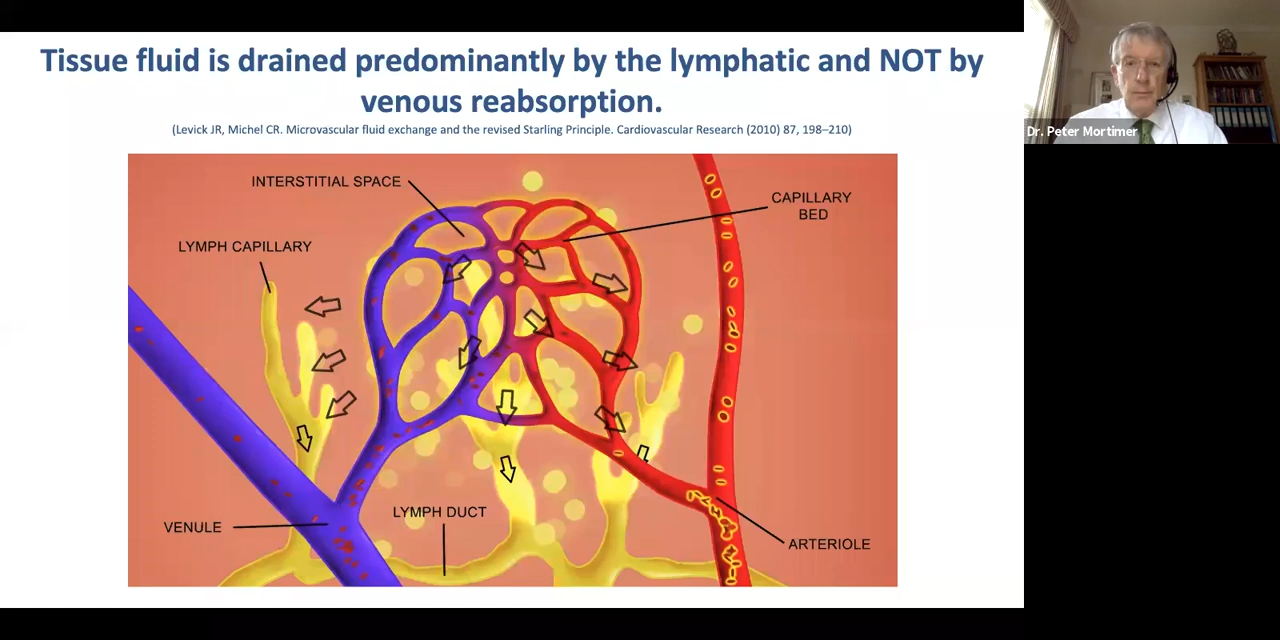 Tissue fluid is drained predominantly by the lymphatic and NOT by
venous reabsorption.
(Levick JR, Michel CR. Microvascular fluid exchange and the revised Starling Principle. Cardiovascular Research (2010) 87, 198–210)
Dr. Peter Mortimer
INTERSTITIAL SPACE
CAPILLARY
BED
LYMPH CAPILLARY
LYMPH DUCT
VENULE
ARTERIOLE